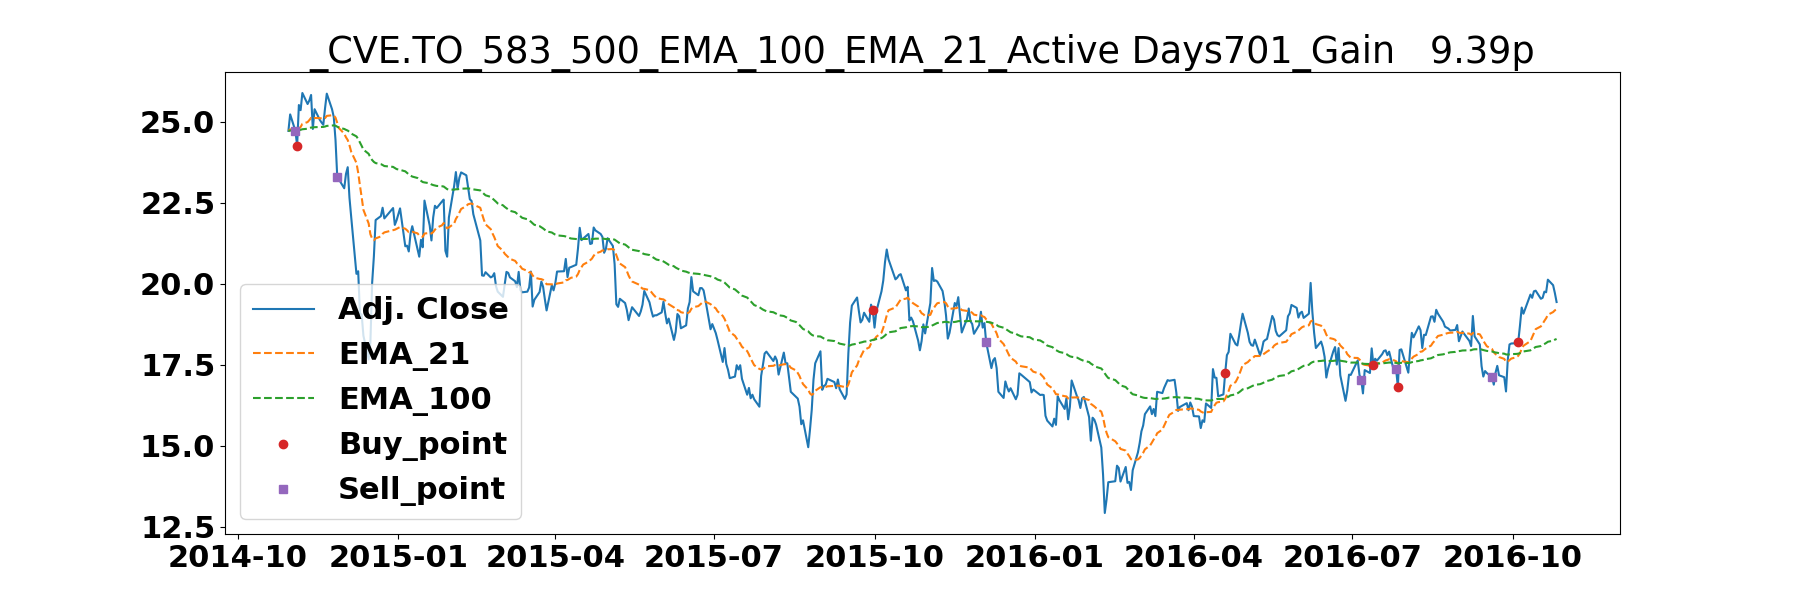 _CVE.TO_583_500_EMA_100_EMA_21_Active Days701_Gain   9.39p
25.0
22.5
20.0
17.5
15.0
12.5
Adj. Close
EMA_21
EMA_100
Buy_point
Sell_point
2014-10 2015-01 2015-04 2015-07 2015-10 2016-01 2016-04 2016-07 2016-10